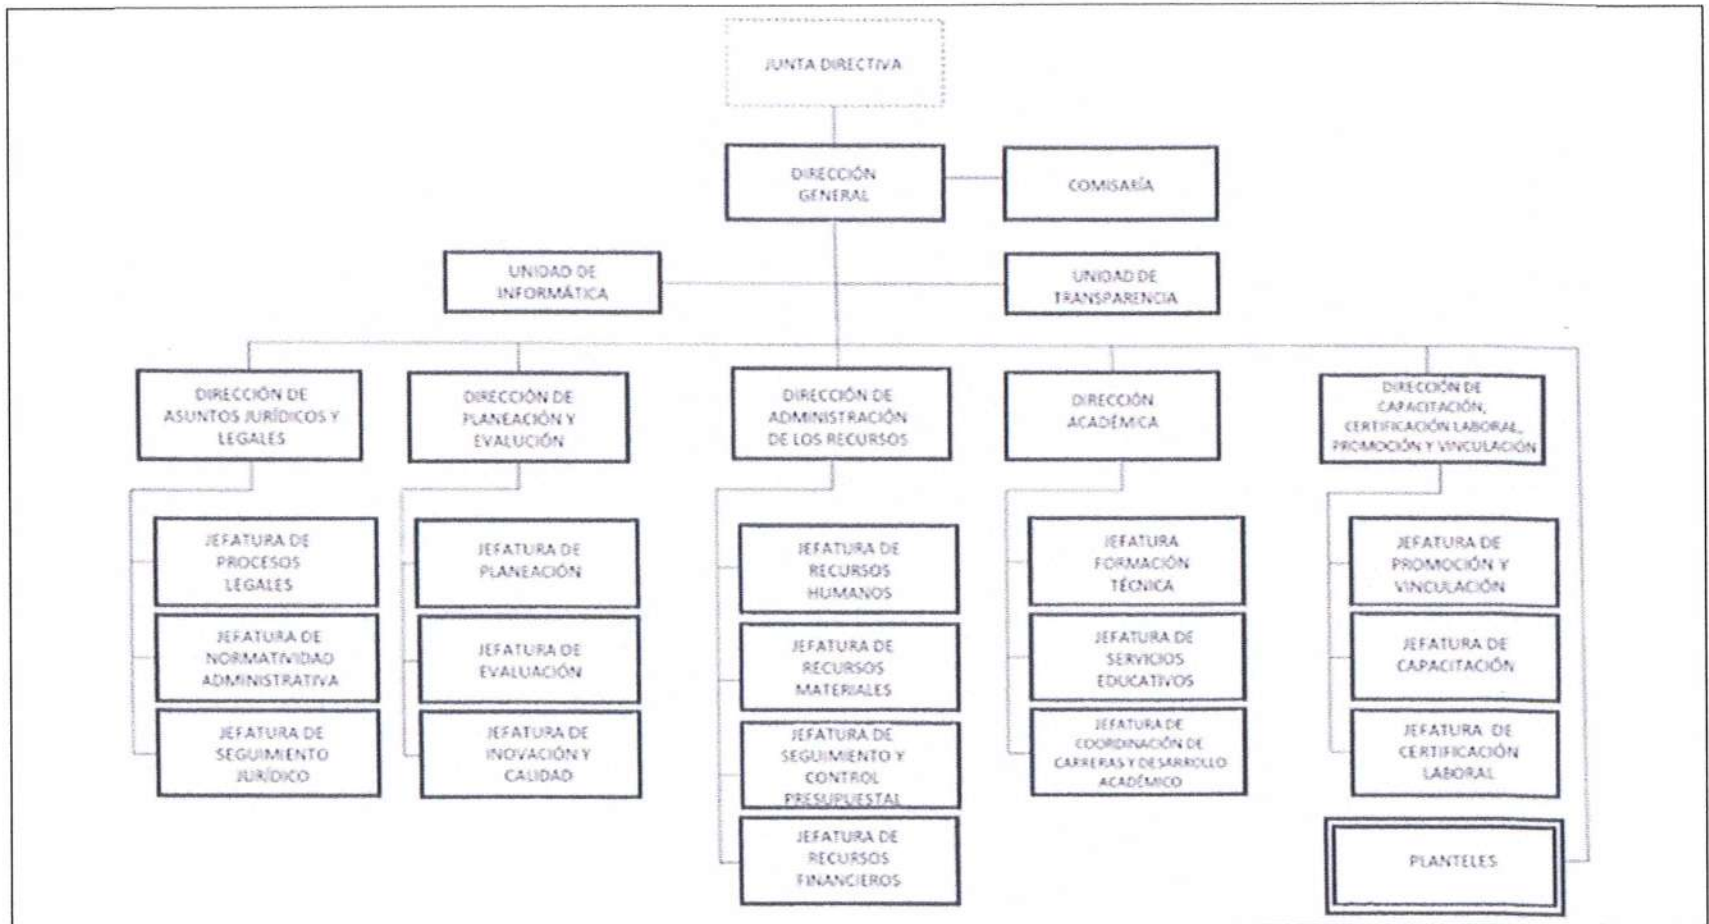 JUNTA DIRECTIVA
DIRECCIÓN
GENERAL
COMISARÍA
UNIDAD DE
INFORMÁTICA
UNIDAD DE
TRANSPARENCIA
DIRECCIÓN DE
ASUNTOS JURÍDICOS Y
LEGALES
DIRECCIÓN DE
PLANEACIÓN Y
EVALUCIÓN
DIRECCIÓN DE
ADMINISTRACIÓN
DE LOS RECURSOS
DIRECCIÓN
ACADÉMICA
DIRECCIÓN DE
CAPACITACIÓN,
CERTIFICACIÓN LABORAL,
PROMOCIÓN Y VINCULACIÓN
JEFATURA DE
PROCESOS
LEGALES
JEFATURA DE
NORMATIVIDAD
ADMINISTRATIVA
JEFATURA DE
SEGUIMIENTO
JURÍDICO
JEFATURA DE
PLANEACIÓN
JEFATURA DE
EVALUACIÓN
JEFATURA DE
INOVACIÓN Y
CALIDAD
JEFATURA DE
RECURSOS
HUMANOS
JEFATURA DE
RECURSOS
MATERIALES
JEFATURA DE
SEGUIMIENTO Y
CONTROL
PRESUPUESTAL
JEFATURA DE
RECURSOS
FINANCIEROS
JEFATURA
FORMACIÓN
TÉCNICA
JEFATURA DE
SERVICIOS
EDUCATIVOS
JEFATURA DE
COORDINACIÓN DE
CARRERAS Y DESARROLLO
ACADÉMICO
JEFATURA DE
PROMOCIÓN Y
VINCULACIÓN
JEFATURA DE
CAPACITACIÓN
JEFATURA DE
CERTIFICACIÓN
LABORAL
PLANTELES